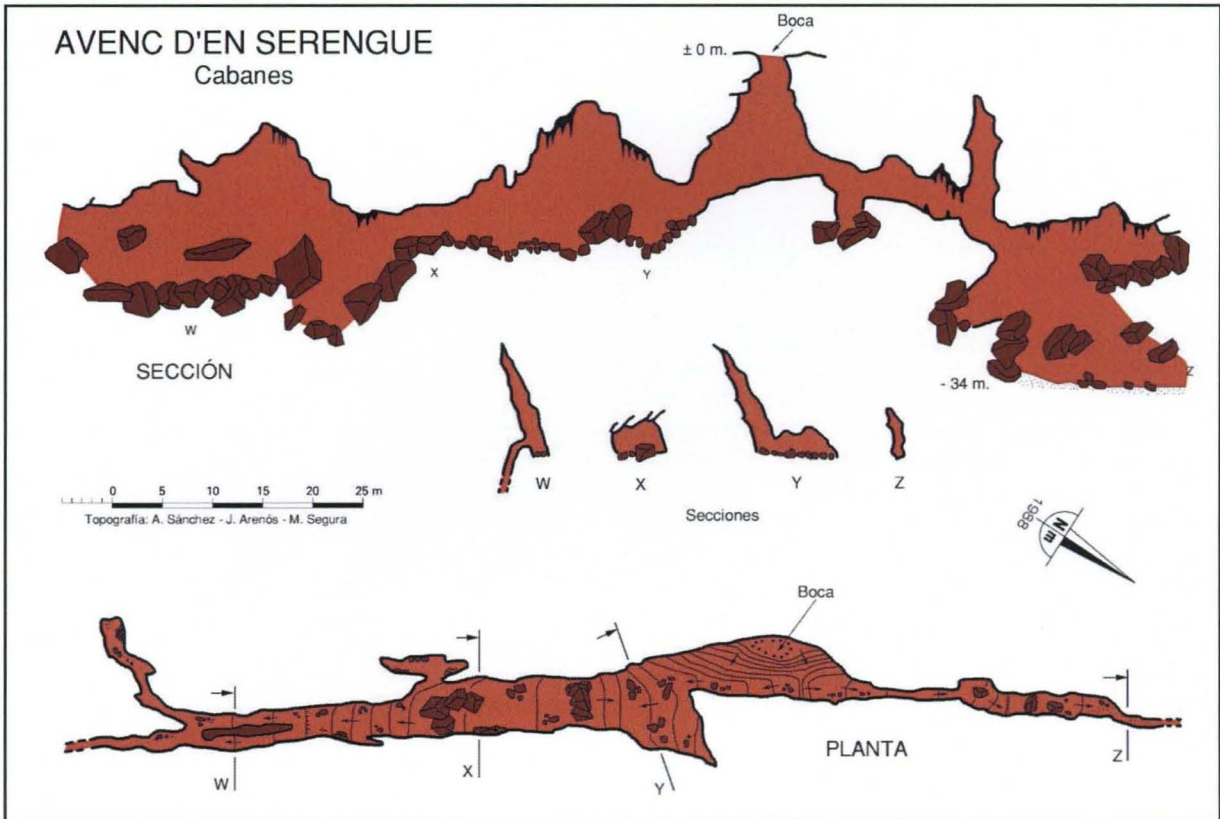 AVENC D'EN SERENGUE
Cabanes
Boca
± 0 m.
X
Y
W
SECCIÓN
Z
- 34 m.
W
X
Y
Z
Secciones
0 5 10 15 20 25 m
Topografía: A. Sánchez - J. Arenós - M. Segura
N m
1988
Boca
PLANTA
W
X
Y
Z